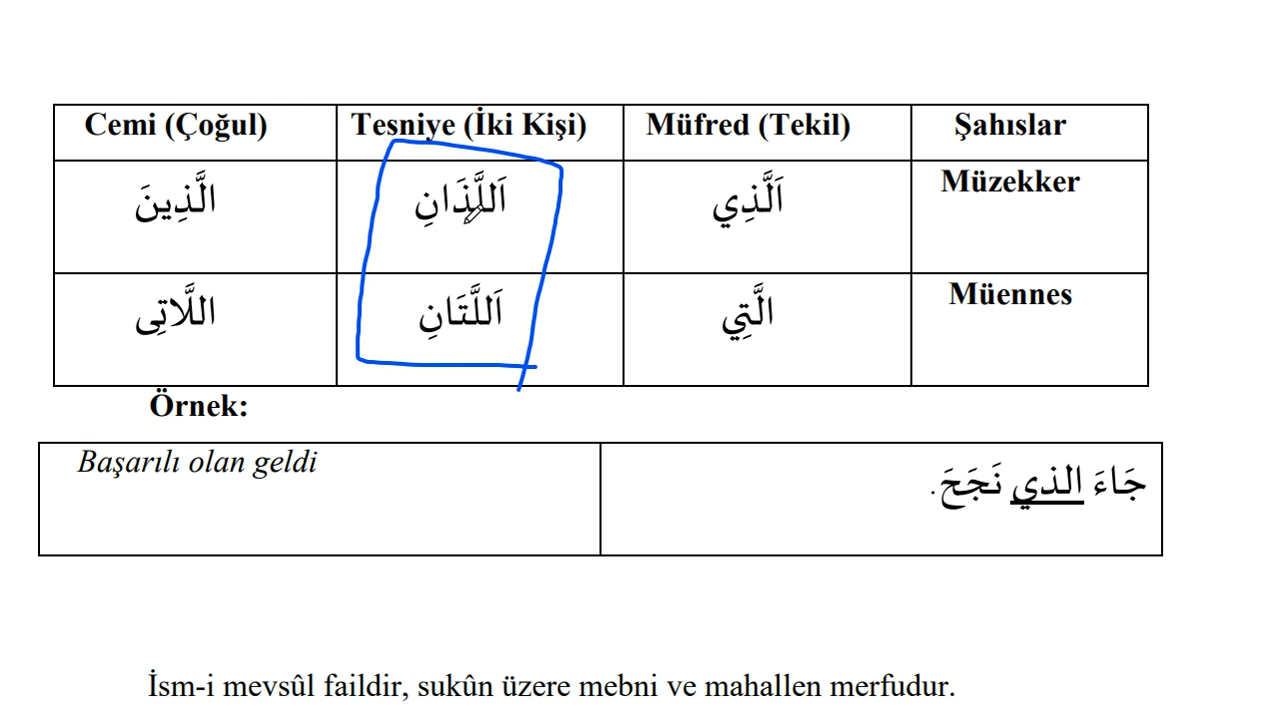 Cemi (Çoğul) Tesniye (İki Kişi) Müfred (Tekil) Şahıslar
الَّذِينَ اَللَّذَانِ اَلَّذِي Müzekker
اللَّاتِى اَللَّتَانِ الَّتِي Müennes
Örnek:
Başarılı olan geldi جَاءَ الذي نَجَحَ.
İsm-i mevsûl faildir, sukûn üzere mebni ve mahallen merfudur.